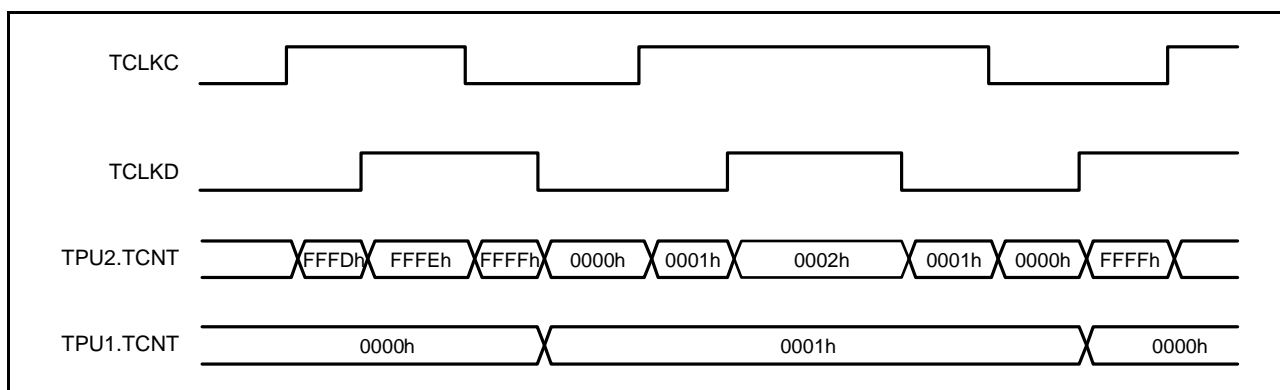 TCLKC
TCLKD
TPU2.TCNT FFFDh FFFEh FFFFh 0000h 0001h 0002h 0001h 0000h FFFFh
TPU1.TCNT 0000h 0001h 0000h